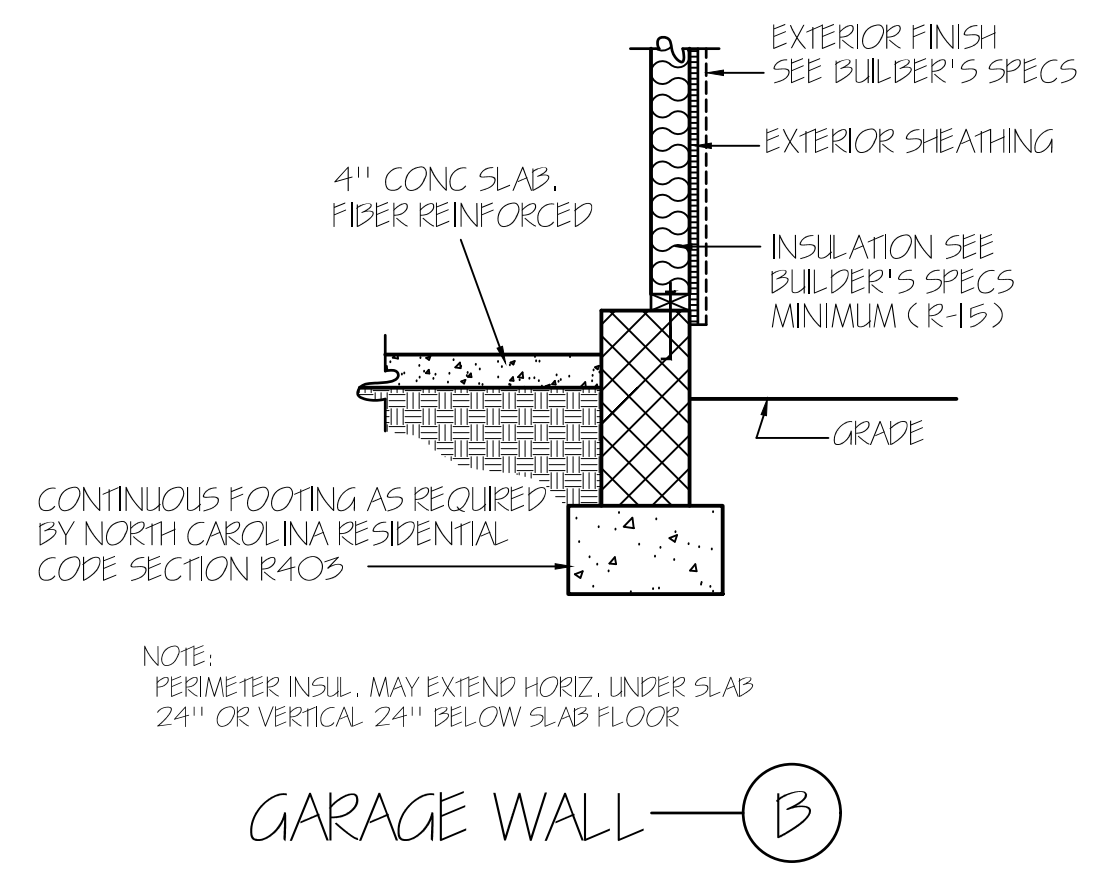 EXTERIOR FINISH
SEE BUILBER'S SPECS
EXTERIOR SHEATHING
4'' CONC SLAB.
FIBER REINFORCED
INSULATION SEE
BUILDER'S SPECS
MINIMUM (R-15)
GRADE
CONTINUOUS FOOTING AS REQUIRED
BY NORTH CAROLINA RESIDENTIAL
CODE SECTION R403
NOTE:
PERIMETER INSUL. MAY EXTEND HORIZ. UNDER SLAB
24'' OR VERTICAL 24'' BELOW SLAB FLOOR
GARAGE WALL B